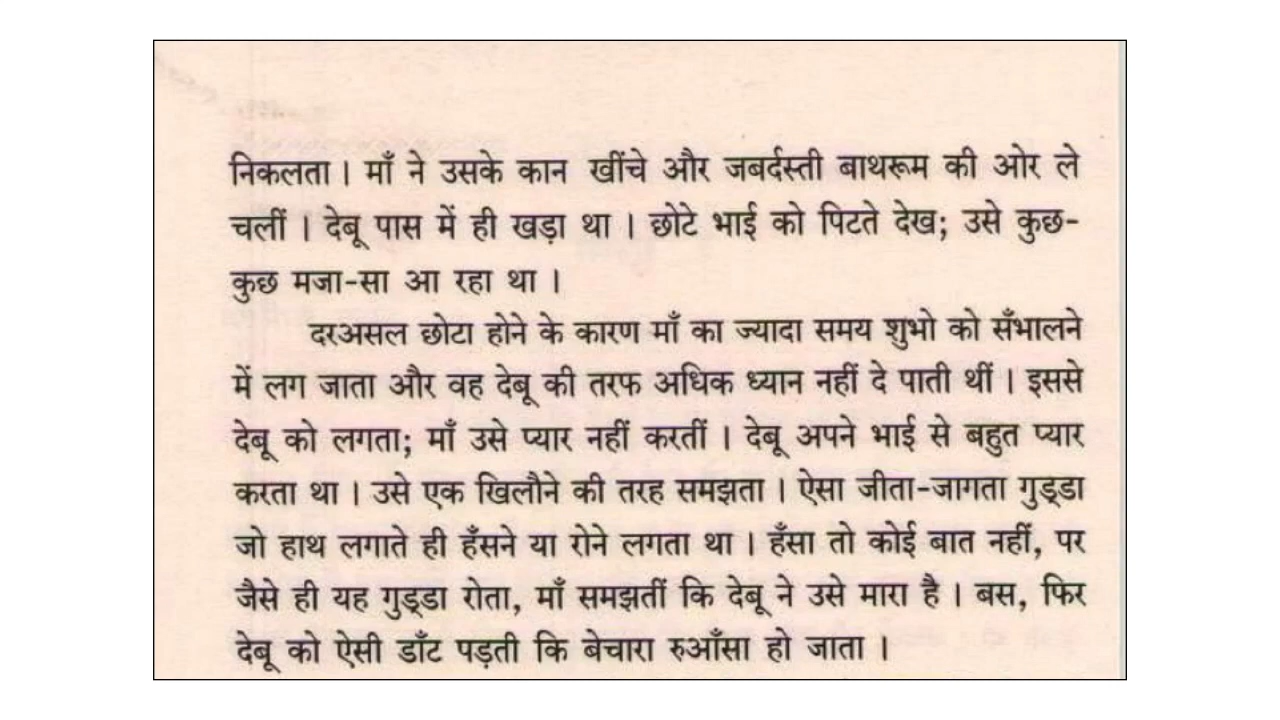 निकलता । माँ ने उसके कान खींचे और जबर्दस्ती बाथरूम की ओर ले
चलीं । देबू पास में ही खड़ा था । छोटे भाई को पिटते देख; उसे कुछ-
कुछ मजा-सा आ रहा था ।
दरअसल छोटा होने के कारण माँ का ज्यादा समय शुभो को सँभालने
में लग जाता और वह देबू की तरफ अधिक ध्यान नहीं दे पाती थीं । इससे
देबू को लगता; माँ उसे प्यार नहीं करतीं । देबू अपने भाई से बहुत प्यार
करता था । उसे एक खिलौने की तरह समझता । ऐसा जीता-जागता गुड्डा
जो हाथ लगाते ही हँसने या रोने लगता था । हँसा तो कोई बात नहीं, पर
जैसे ही यह गुड्डा रोता, माँ समझतीं कि देबू ने उसे मारा है । बस, फिर
देबू को ऐसी डाँट पड़ती कि बेचारा रुआँसा हो जाता ।